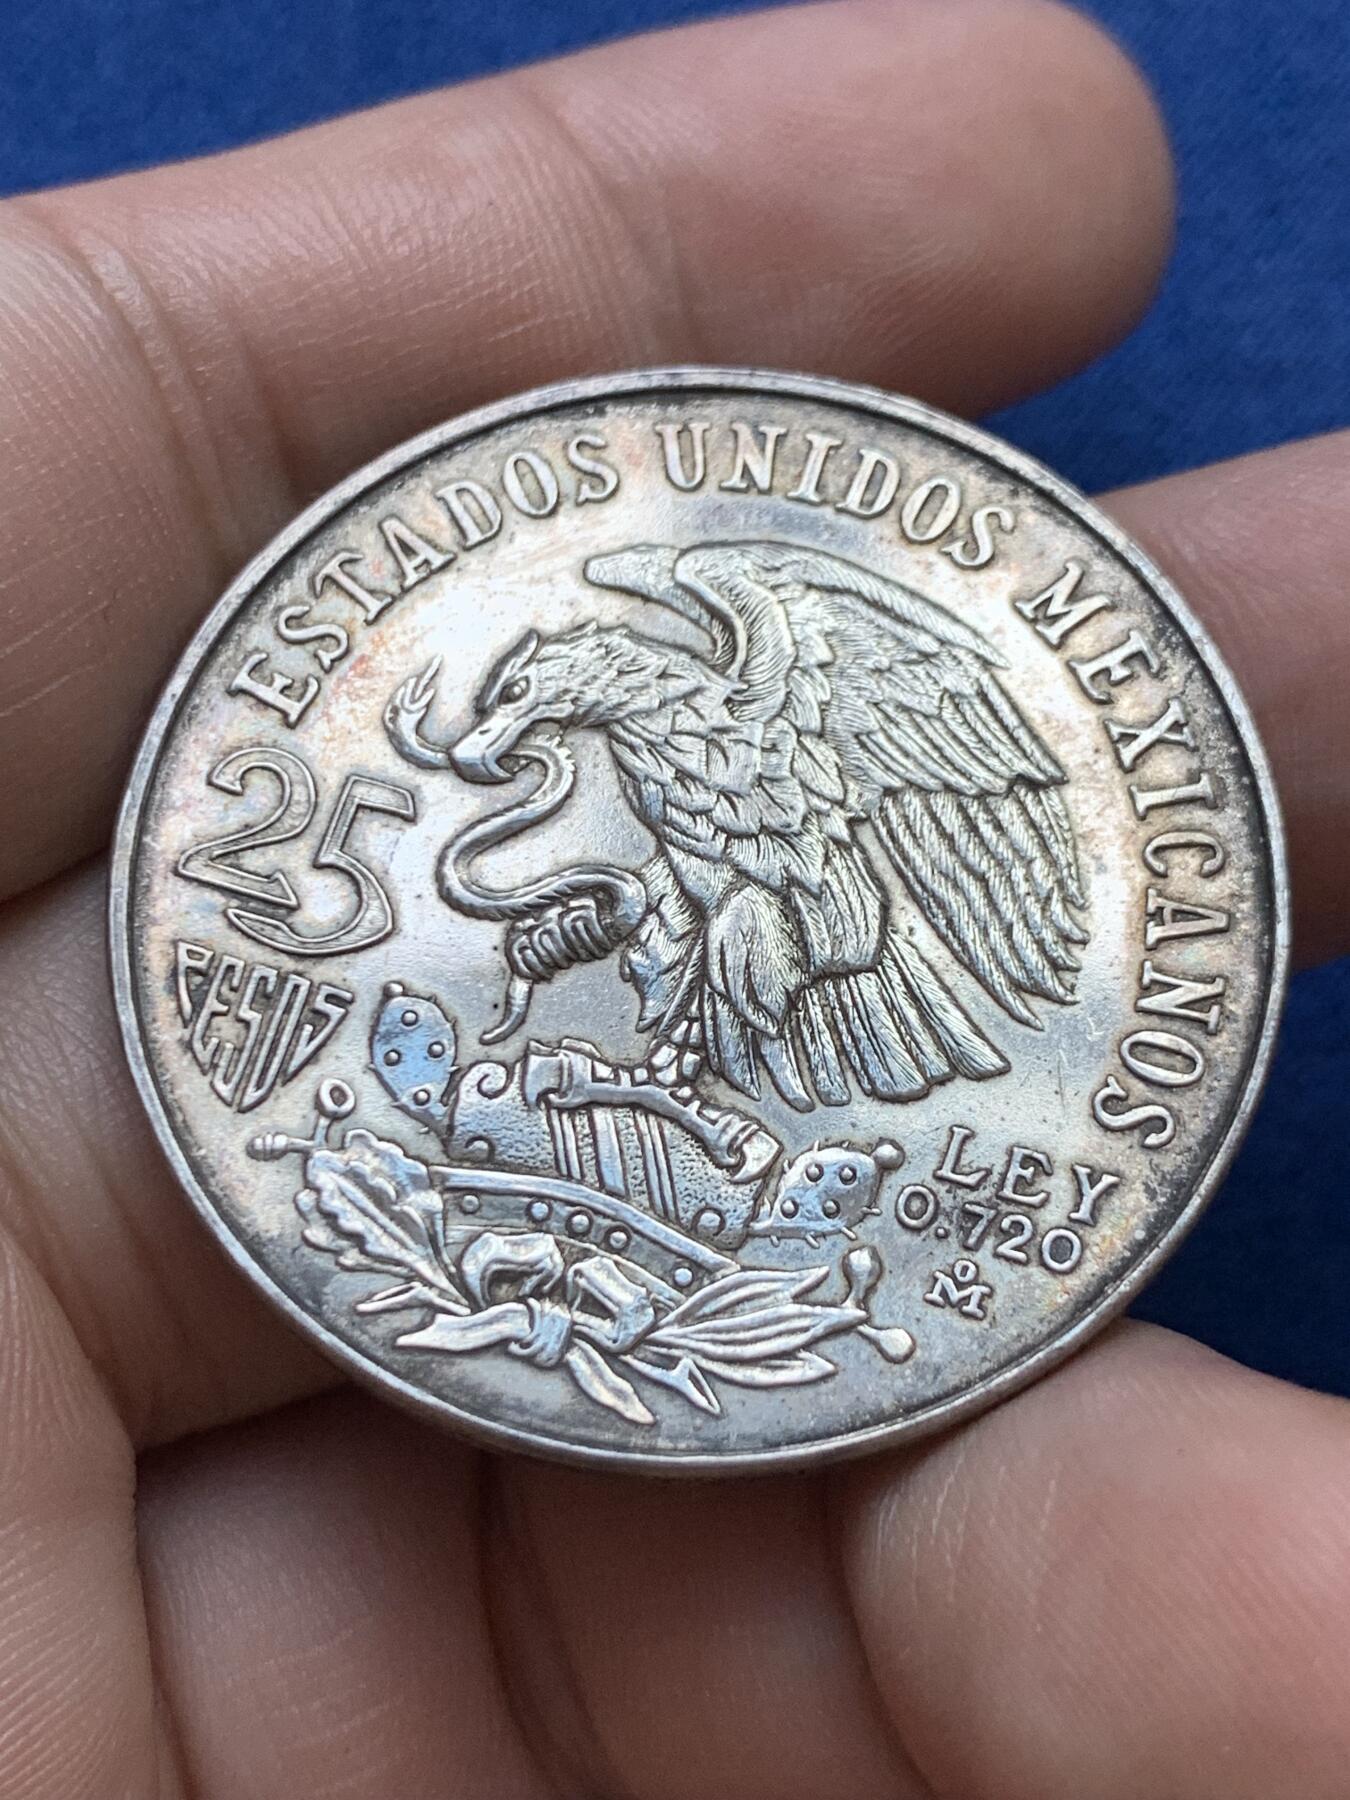 ESTADOS UNIDOS MEXICANOS
25
PESOS
LEY
0.720
Mo